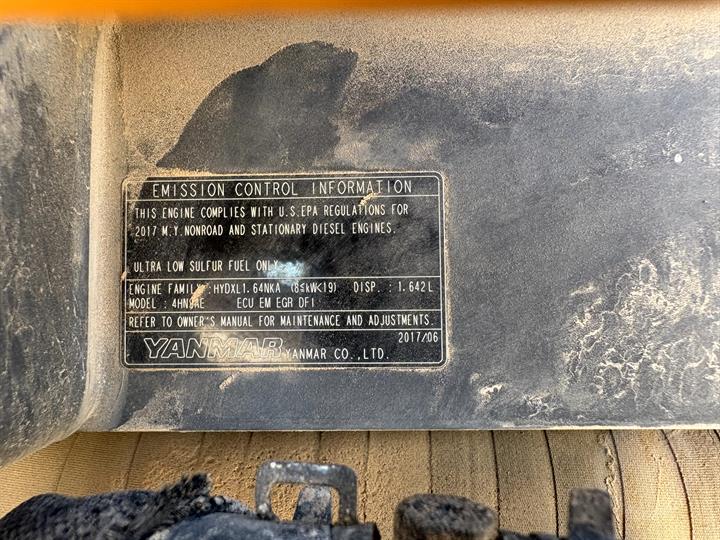 EMISSION CONTROL INFORMATION
THIS ENGINE COMPLIES WITH U.S.EPA REGULATIONS FOR
2017 M.Y.NONROAD AND STATIONARY DIESEL ENGINES.
ULTRA LOW SULFUR FUEL ONLY
ENGINE FAMILY :HYDXL1.64NKA (8≤kW<19) DISP. :1.642L
MODEL : ECU EM EGR DFI
REFER TO OWNER'S MANUAL FOR MAINTENANCE AND ADJUSTMENTS.
2017/06
YANMAR YANMAR CO.,LTD.